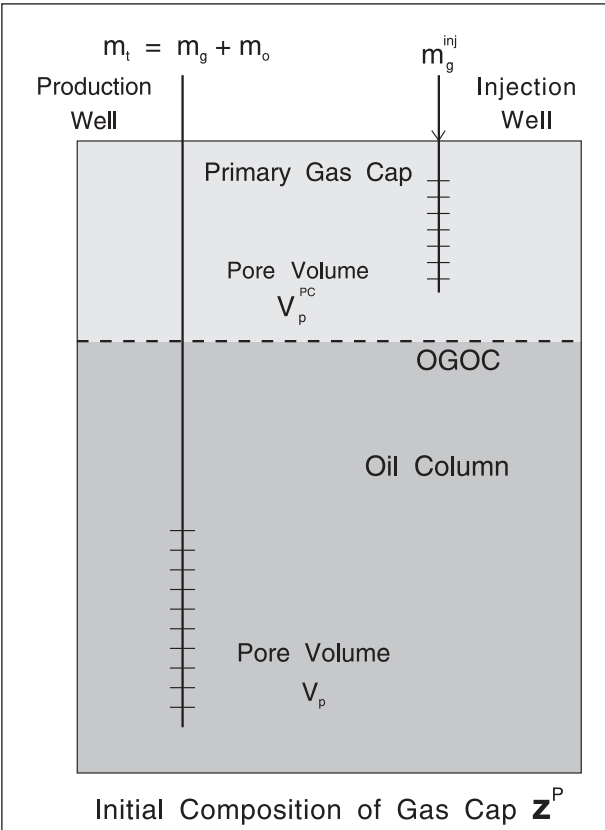 m_t = m_g + m_o
m_g^inj
Production
Well
Injection
Well
Primary Gas Cap
Pore Volume
V_p^PC
OGOC
Oil Column
Pore Volume
V_p
Initial Composition of Gas Cap z^P